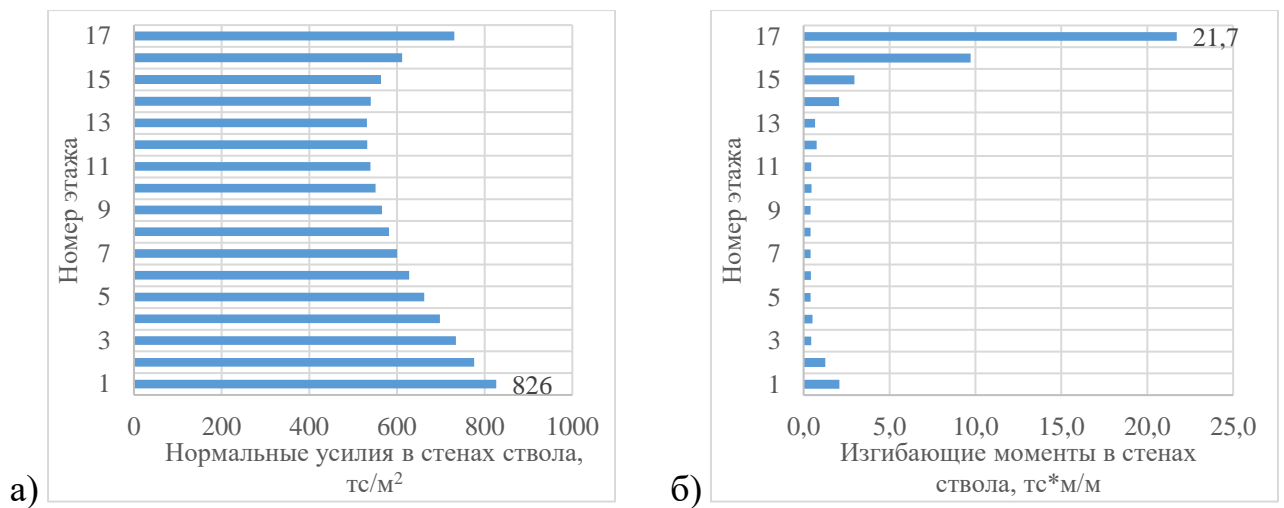 17
15
13
11
9
7
5
3
1
Номер этажа
826
0 200 400 600 800 1000
Нормальные усилия в стенах ствола,
тс/м²
а)
17
15
13
11
9
7
5
3
1
Номер этажа
21,7
0,0 5,0 10,0 15,0 20,0 25,0
Изгибающие моменты в стенах
ствола, тс*м/м
б)